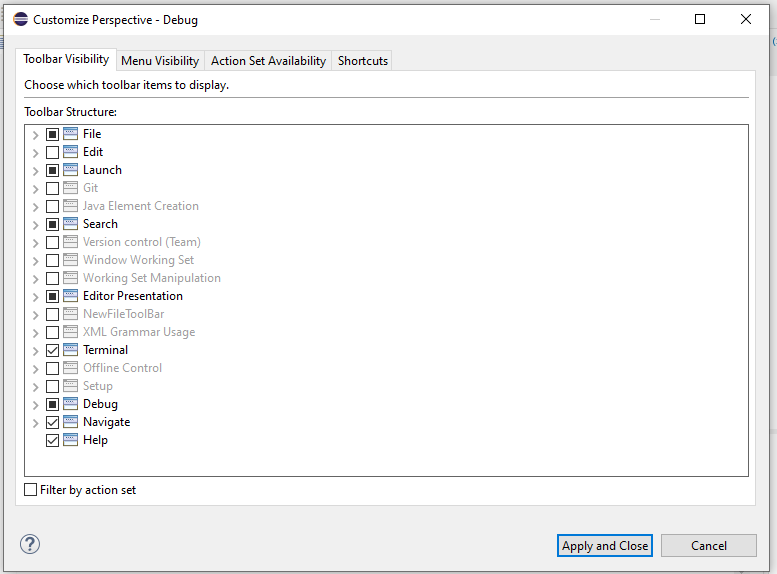 Customize Perspective - Debug
Toolbar Visibility Menu Visibility Action Set Availability Shortcuts
Choose which toolbar items to display.
Toolbar Structure:
File
Edit
Launch
Git
Java Element Creation
Search
Version control (Team)
Window Working Set
Working Set Manipulation
Editor Presentation
NewFileToolBar
XML Grammar Usage
Terminal
Offline Control
Setup
Debug
Navigate
Help
Filter by action set
? Apply and Close Cancel